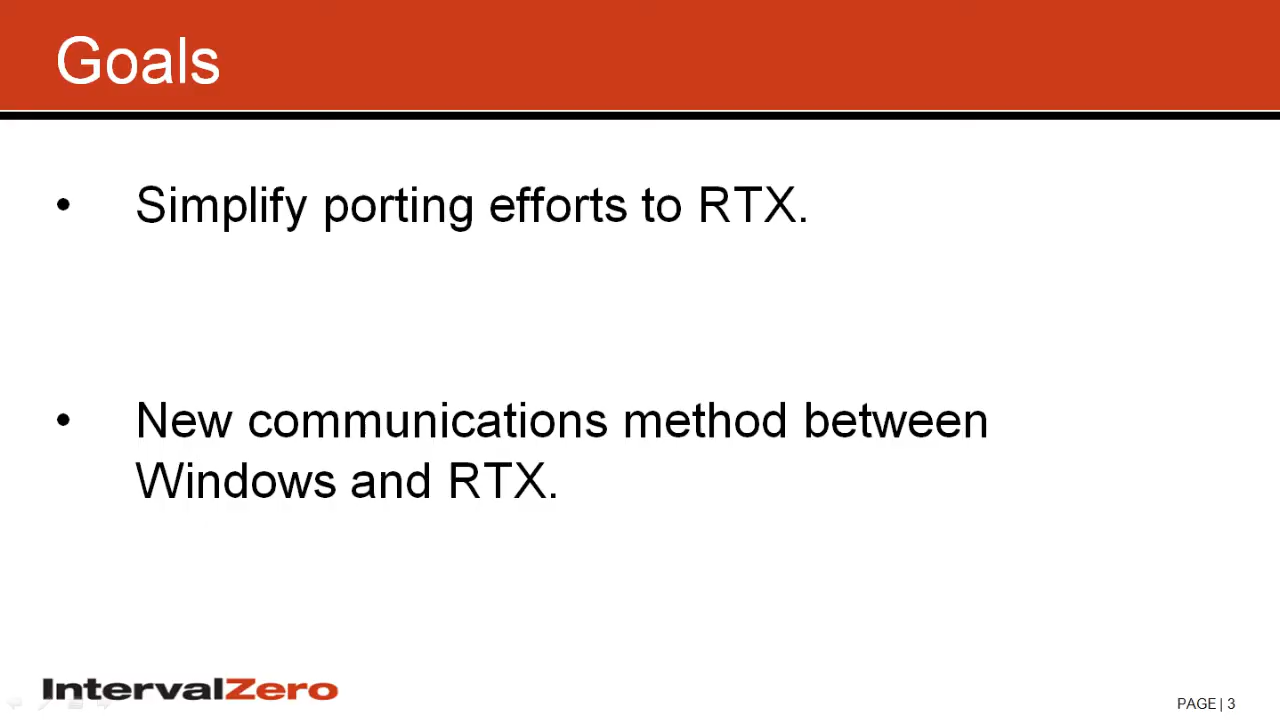 Goals
• Simplify porting efforts to RTX.
• New communications method between
Windows and RTX.
IntervalZero
PAGE | 3